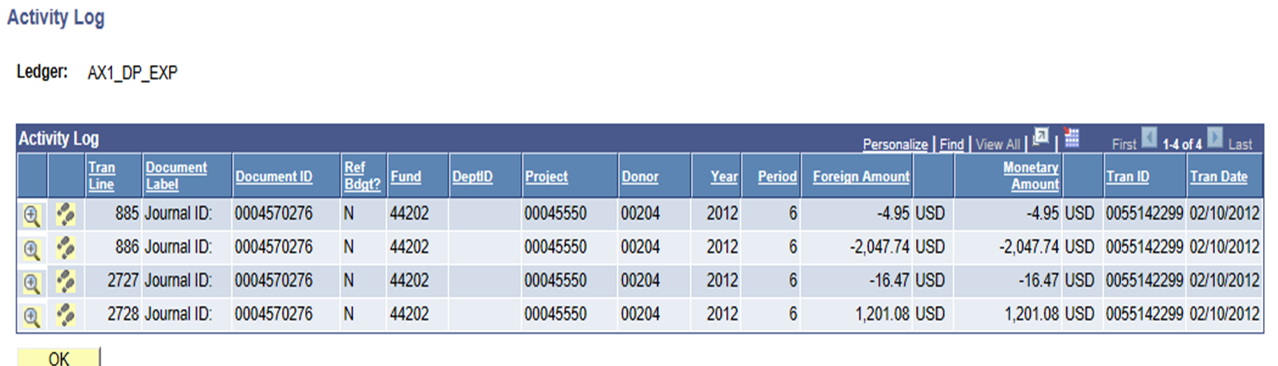 Activity Log
Ledger: AX1_DP_EXP
Activity Log Personalize | Find | View All | | First 1-4 of 4 Last
Tran Line Document Label Document ID Ref Bdgt? Fund DeptID Project Donor Year Period Foreign Amount Monetary Amount Tran ID Tran Date
885 Journal ID: 0004570276 N 44202 00045550 00204 2012 6 -4.95 USD -4.95 USD 0055142299 02/10/2012
886 Journal ID: 0004570276 N 44202 00045550 00204 2012 6 -2,047.74 USD -2,047.74 USD 0055142299 02/10/2012
2727 Journal ID: 0004570276 N 44202 00045550 00204 2012 6 -16.47 USD -16.47 USD 0055142299 02/10/2012
2728 Journal ID: 0004570276 N 44202 00045550 00204 2012 6 1,201.08 USD 1,201.08 USD 0055142299 02/10/2012
OK